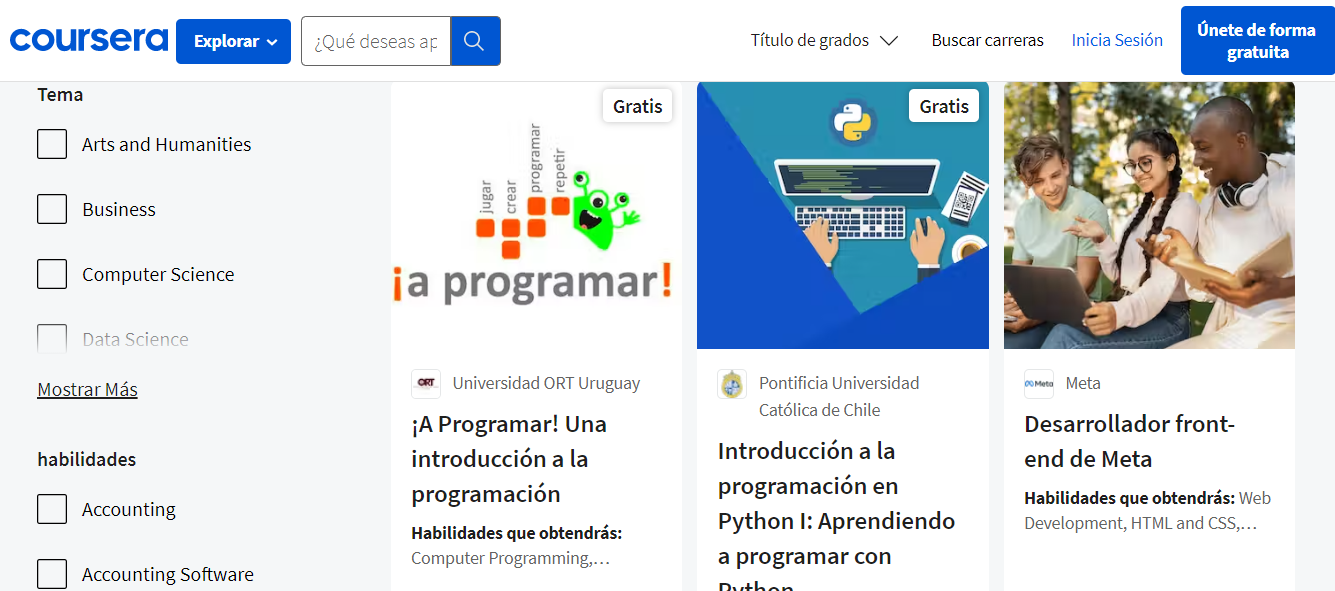 coursera
Explorar
¿Qué deseas ap
Título de grados
Buscar carreras
Inicia Sesión
Únete de forma
gratuita
Tema
Arts and Humanities
Business
Computer Science
Data Science
Mostrar Más
habilidades
Accounting
Accounting Software
Gratis
jugar
crear
programar
repetir
¡a programar!
ORT
Universidad ORT Uruguay
¡A Programar! Una
introducción a la
programación
Habilidades que obtendrás:
Computer Programming,…
Gratis
Pontificia Universidad
Católica de Chile
Introducción a la
programación en
Python I: Aprendiendo
a programar con
Python
Meta
Meta
Desarrollador front-
end de Meta
Habilidades que obtendrás: Web
Development, HTML and CSS,…